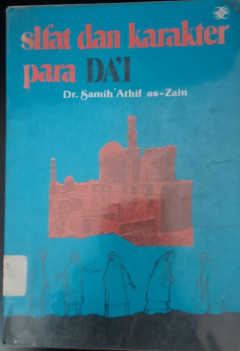 sifat dan karakter
para DA'I
Dr. Samih 'Athif as-Zain